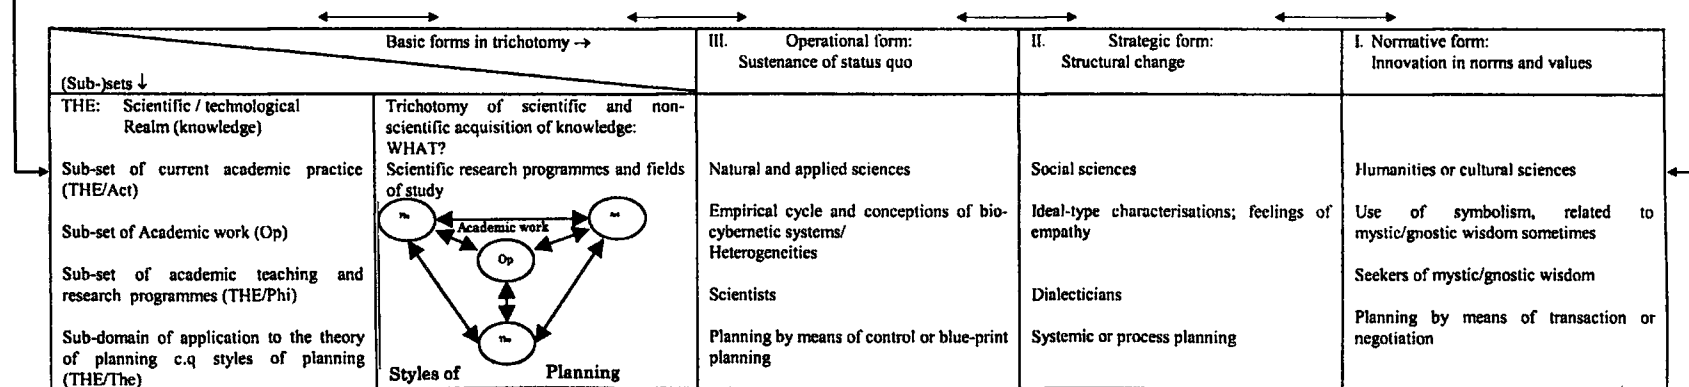 Basic forms in trichotomy →
(Sub-)sets ↓
III. Operational form:
Sustenance of status quo
II. Strategic form:
Structural change
I. Normative form:
Innovation in norms and values
THE: Scientific / technological
Realm (knowledge)
Sub-set of current academic practice
(THE/Act)
Sub-set of Academic work (Op)
Sub-set of academic teaching and
research programmes (THE/Phi)
Sub-domain of application to the theory
of planning c.q styles of planning
(THE/The)
Trichotomy of scientific and non-
scientific acquisition of knowledge:
WHAT?
Scientific research programmes and fields
of study
Phi
Act
Academic work
Op
The
Styles of Planning
Natural and applied sciences
Empirical cycle and conceptions of bio-
cybernetic systems/
Heterogeneities
Scientists
Planning by means of control or blue-print
planning
Social sciences
Ideal-type characterisations; feelings of
empathy
Dialecticians
Systemic or process planning
Humanities or cultural sciences
Use of symbolism, related to
mystic/gnostic wisdom sometimes
Seekers of mystic/gnostic wisdom
Planning by means of transaction or
negotiation